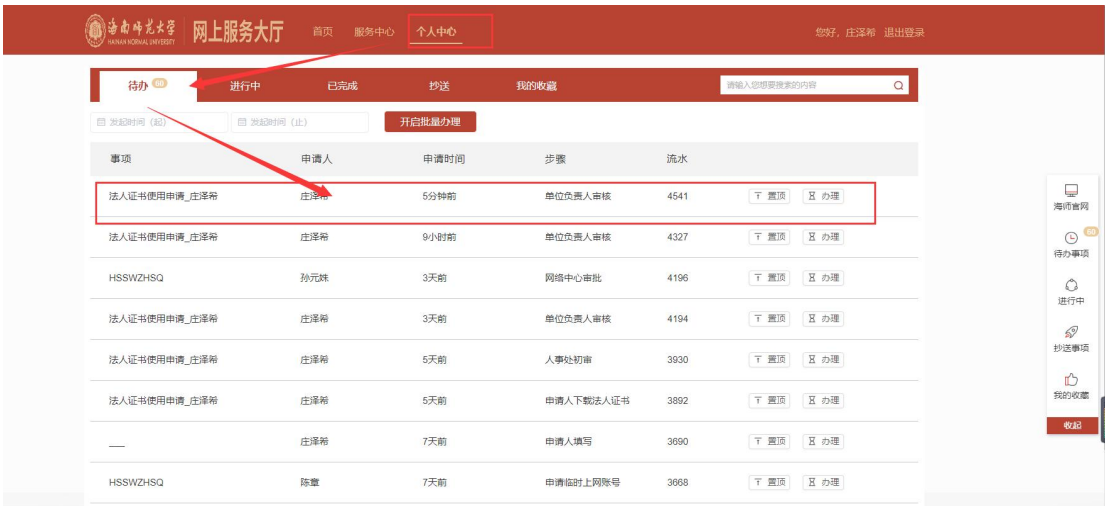 海南师范大学 网上服务大厅 首页 服务中心 个人中心 您好，庄泽希 退出登录
HAINAN NORMAL UNIVERSITY
待办 60 进行中 已完成 抄送 我的收藏 请输入您想要搜索的内容
发起时间（起） 发起时间（止） 开启批量办理
事项 申请人 申请时间 步骤 流水
法人证书使用申请_庄泽希 庄泽希 5分钟前 单位负责人审核 4541 置顶 办理
法人证书使用申请_庄泽希 庄泽希 9小时前 单位负责人审核 4327 置顶 办理
HSSWZHSQ 孙元姝 3天前 网络中心审批 4196 置顶 办理
法人证书使用申请_庄泽希 庄泽希 3天前 单位负责人审核 4194 置顶 办理
法人证书使用申请_庄泽希 庄泽希 5天前 人事处初审 3930 置顶 办理
法人证书使用申请_庄泽希 庄泽希 5天前 申请人下载法人证书 3892 置顶 办理
___ 庄泽希 7天前 申请人填写 3690 置顶 办理
HSSWZHSQ 陈章 7天前 申请临时上网账号 3668 置顶 办理
海师官网
60
待办事项
进行中
抄送事项
我的收藏
收起